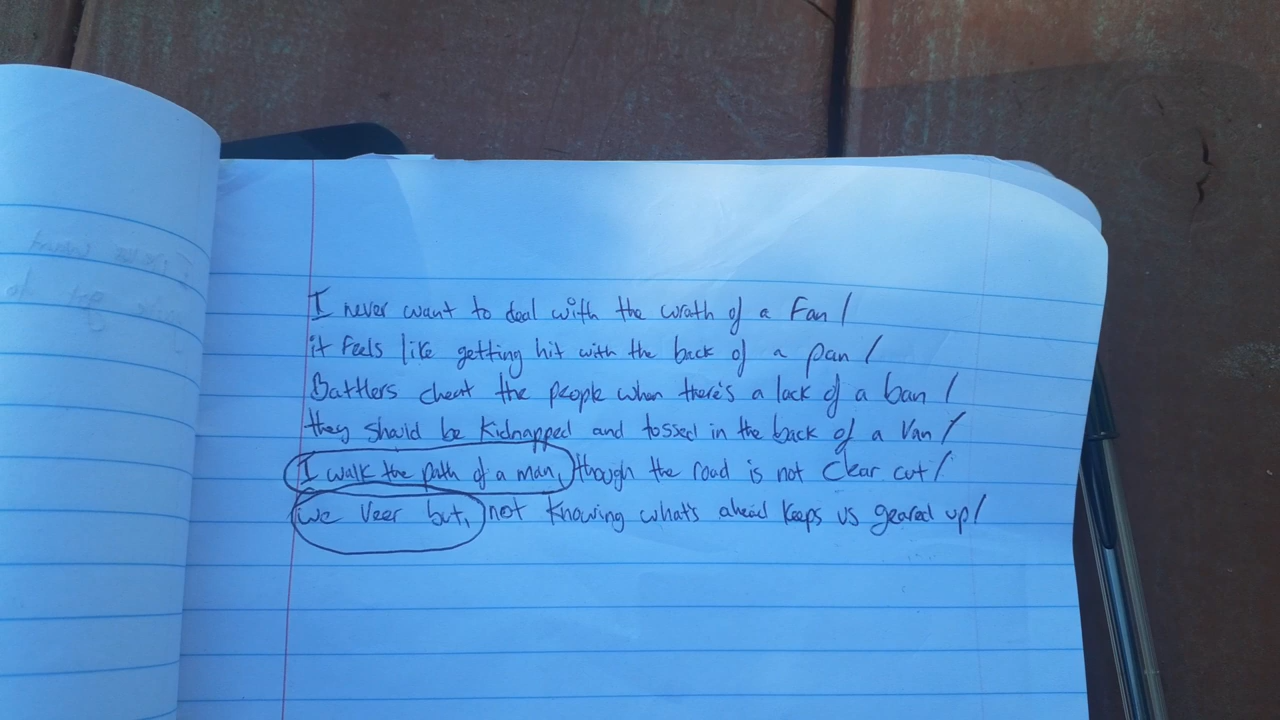 I never want to deal with the wrath of a Fan /
it feels like getting hit with the back of a pan /
Battlers cheat the people when there's a lack of a ban /
they should be kidnapped and tossed in the back of a Van /
I walk the path of a man, though the road is not clear cut /
We veer but, not knowing what's ahead keeps us geared up /